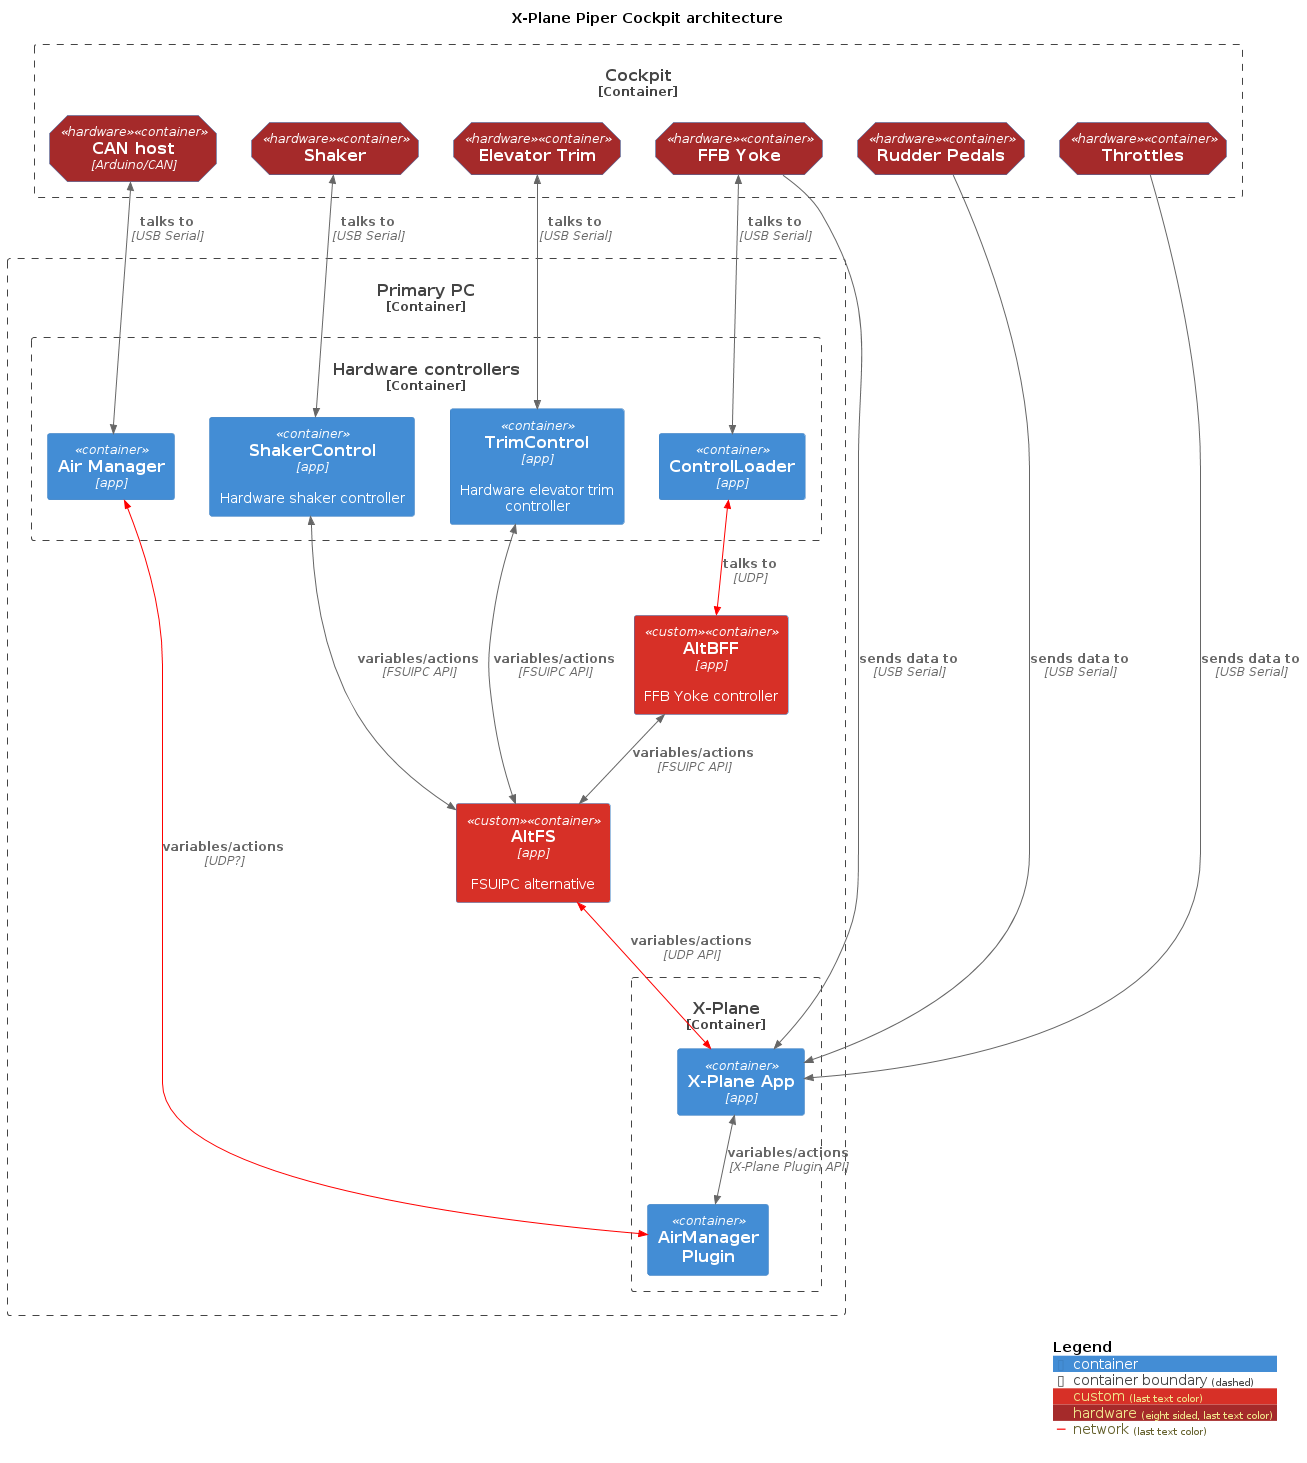 X-Plane Piper Cockpit architecture
Cockpit
[Container]
«hardware»«container»
CAN host
[Arduino/CAN]
«hardware»«container»
Shaker
«hardware»«container»
Elevator Trim
«hardware»«container»
FFB Yoke
«hardware»«container»
Rudder Pedals
«hardware»«container»
Throttles
talks to
[USB Serial]
talks to
[USB Serial]
talks to
[USB Serial]
talks to
[USB Serial]
Primary PC
[Container]
Hardware controllers
[Container]
«container»
Air Manager
[app]
«container»
ShakerControl
[app]
Hardware shaker controller
«container»
TrimControl
[app]
Hardware elevator trim
controller
«container»
ControlLoader
[app]
talks to
[UDP]
«custom»«container»
AltBFF
[app]
FFB Yoke controller
variables/actions
[FSUIPC API]
variables/actions
[FSUIPC API]
sends data to
[USB Serial]
sends data to
[USB Serial]
sends data to
[USB Serial]
variables/actions
[FSUIPC API]
«custom»«container»
AltFS
[app]
FSUIPC alternative
variables/actions
[UDP?]
variables/actions
[UDP API]
X-Plane
[Container]
«container»
X-Plane App
[app]
variables/actions
[X-Plane Plugin API]
«container»
AirManager
Plugin
Legend
container
▯ container boundary (dashed)
custom (last text color)
hardware (eight sided, last text color)
network (last text color)